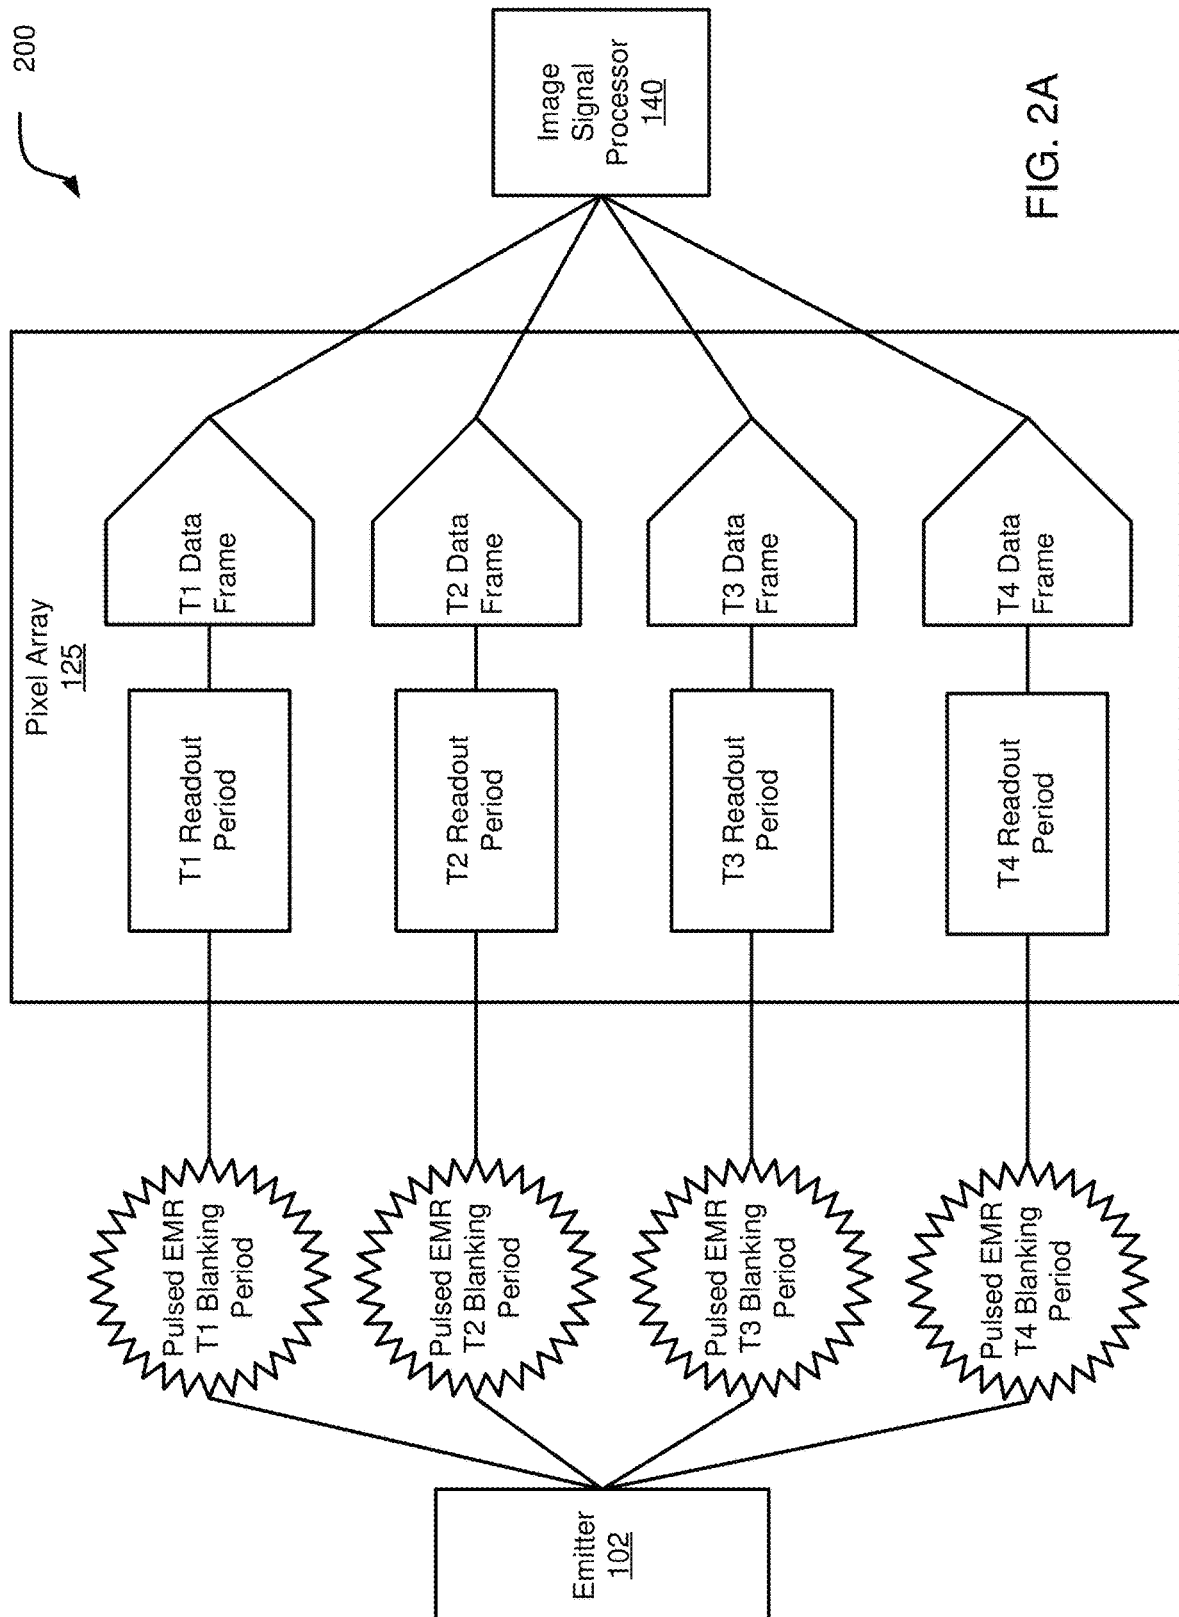 200
Pixel Array
125
Emitter
102
Pulsed EMR
T1 Blanking
Period
T1 Readout
Period
T1 Data
Frame
Pulsed EMR
T2 Blanking
Period
T2 Readout
Period
T2 Data
Frame
Pulsed EMR
T3 Blanking
Period
T3 Readout
Period
T3 Data
Frame
Pulsed EMR
T4 Blanking
Period
T4 Readout
Period
T4 Data
Frame
Image
Signal
Processor
140
FIG. 2A